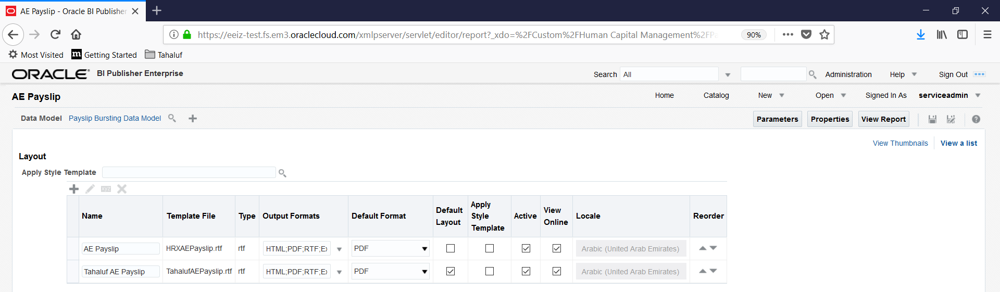 AE Payslip - Oracle BI Publisher
https://eeiz-test.fs.em3.oraclecloud.com/xmlpserver/servlet/editor/report?_xdo=%2FCustom%2FHuman Capital Management%2FPa
90%
Most Visited Getting Started Tahaluf
ORACLE BI Publisher Enterprise
Search All Administration Help Sign Out
AE Payslip
Home Catalog New Open Signed In As serviceadmin
Data Model Payslip Bursting Data Model
Parameters Properties View Report
View Thumbnails View a list
Layout
Apply Style Template
xyz
Name Template File Type Output Formats Default Format Default Layout Apply Style Template Active View Online Locale Reorder
AE Payslip HRXAEPayslip.rtf rtf HTML;PDF;RTF;Ex PDF Arabic (United Arab Emirates)
Tahaluf AE Payslip TahalufAEPayslip.rtf rtf HTML;PDF;RTF;Ex PDF Arabic (United Arab Emirates)